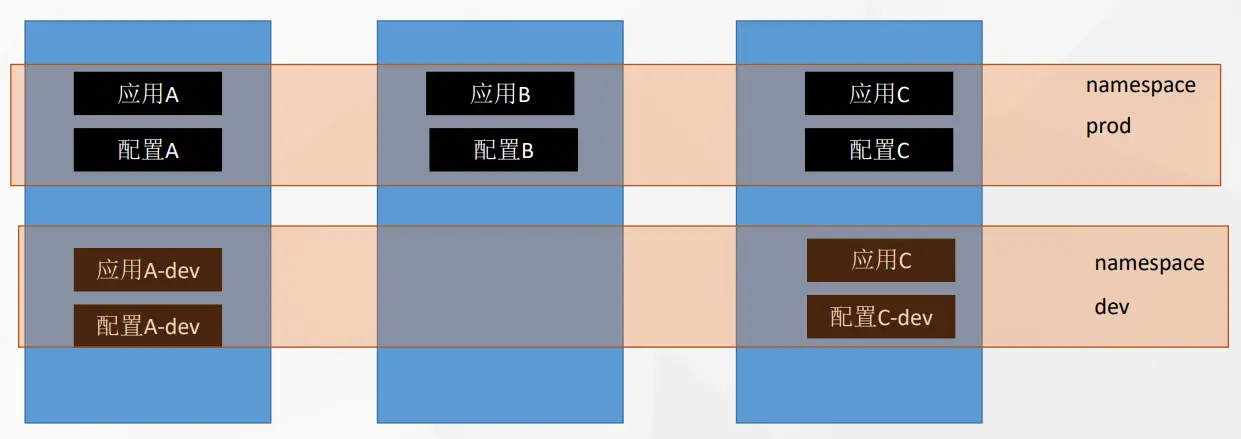 应用A
应用B
应用C
namespace
prod
配置A
配置B
配置C
应用A-dev
应用C
namespace
dev
配置A-dev
配置C-dev